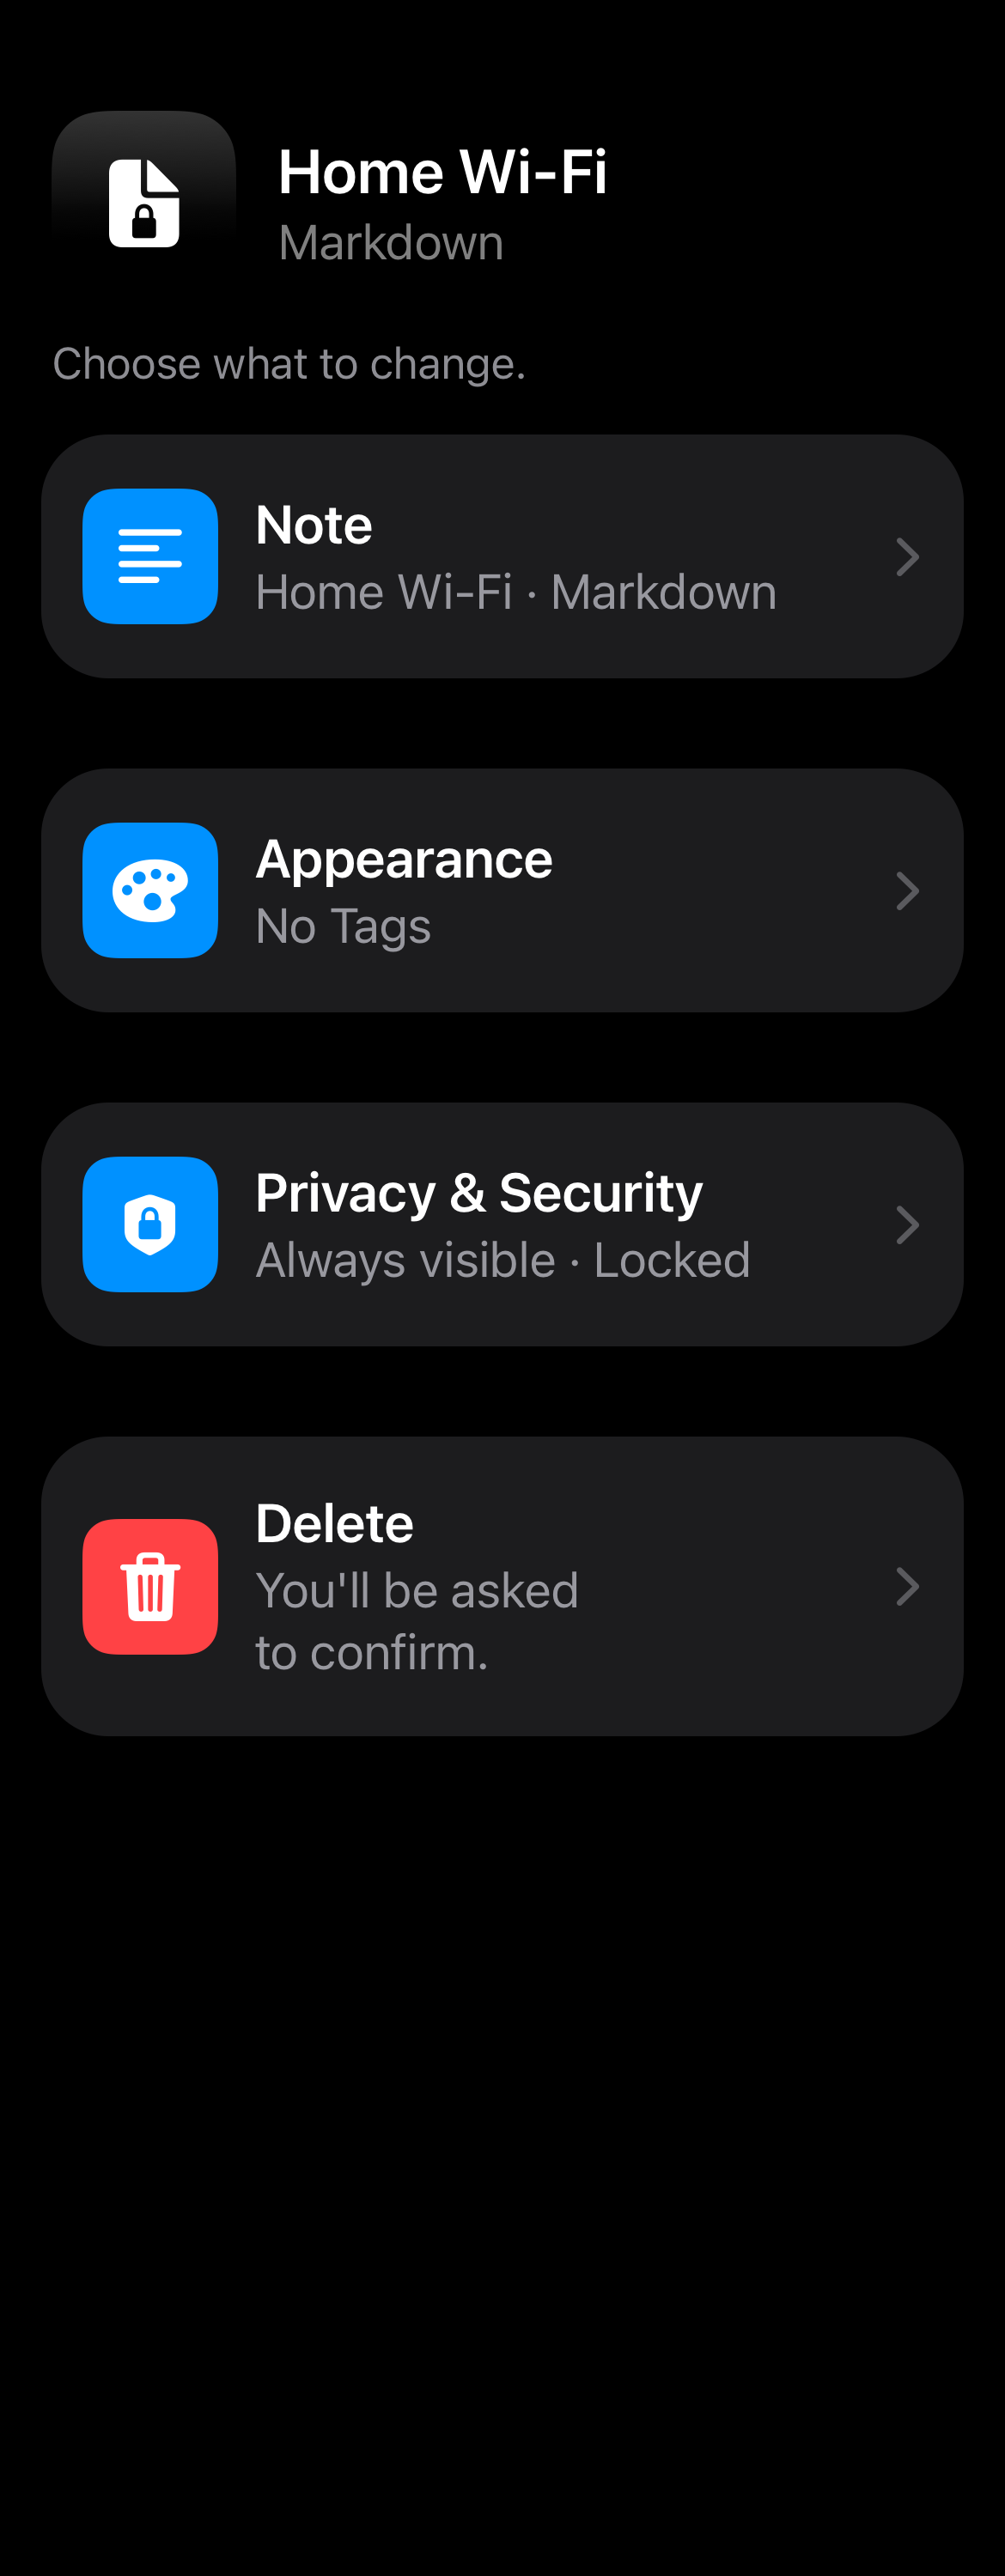 Home Wi-Fi
Markdown
Choose what to change.
Note
Home Wi-Fi · Markdown
Appearance
No Tags
Privacy & Security
Always visible · Locked
Delete
You'll be asked
to confirm.